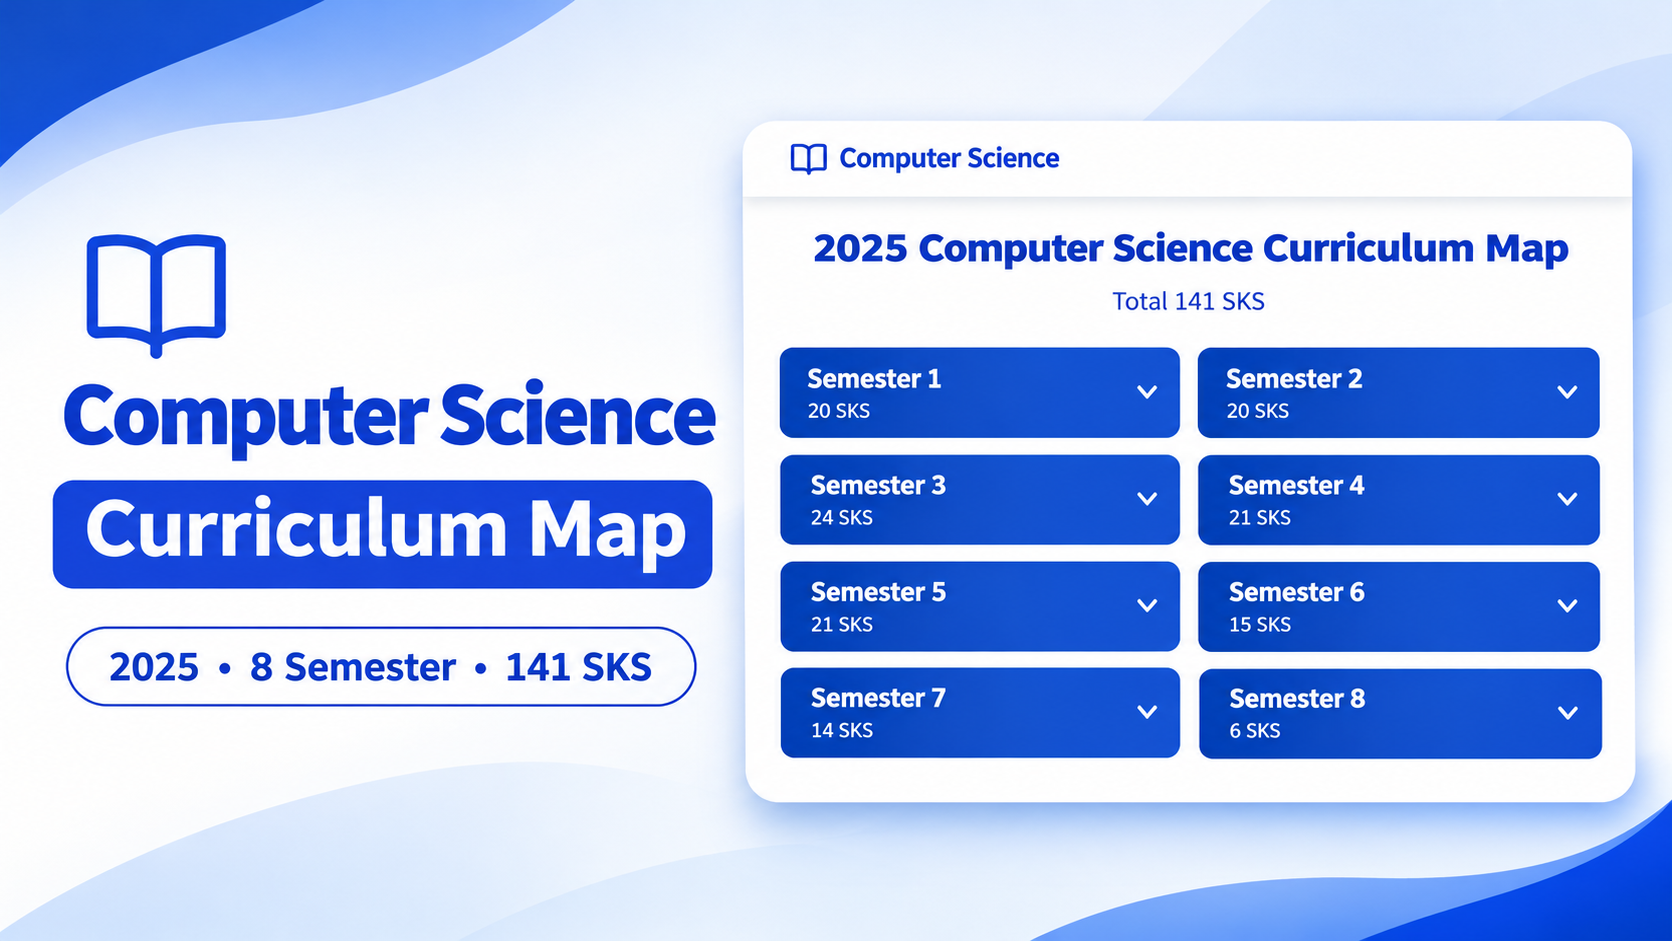 Computer Science
Curriculum Map
2025 • 8 Semester • 141 SKS
Computer Science
2025 Computer Science Curriculum Map
Total 141 SKS
Semester 1
20 SKS
Semester 2
20 SKS
Semester 3
24 SKS
Semester 4
21 SKS
Semester 5
21 SKS
Semester 6
15 SKS
Semester 7
14 SKS
Semester 8
6 SKS